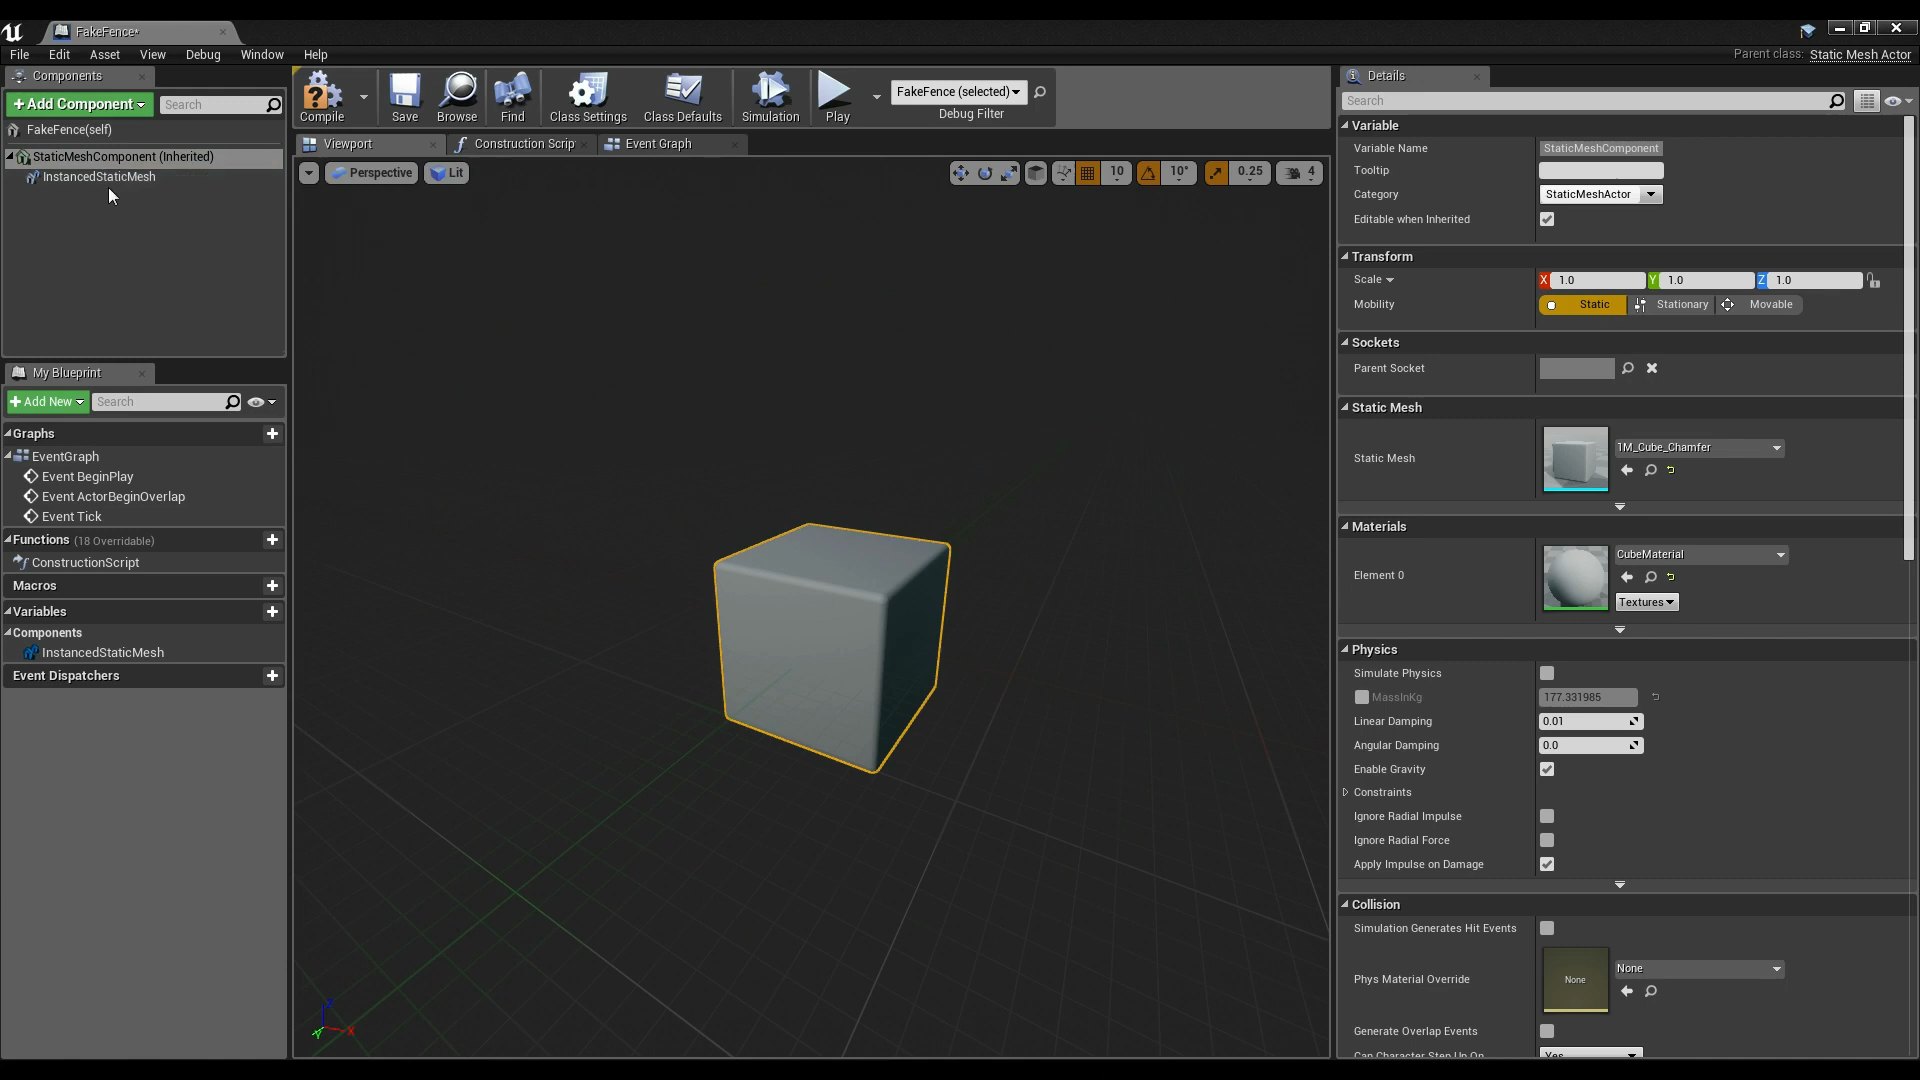 FakeFence*
File Edit Asset View Debug Window Help
Parent class: Static Mesh Actor
Components
+ Add Component
Search
FakeFence(self)
StaticMeshComponent (Inherited)
InstancedStaticMesh
My Blueprint
+ Add New
Search
Graphs
EventGraph
Event BeginPlay
Event ActorBeginOverlap
Event Tick
Functions (18 Overridable)
ConstructionScript
Macros
Variables
Components
InstancedStaticMesh
Event Dispatchers
Compile
Save
Browse
Find
Class Settings
Class Defaults
Simulation
Play
FakeFence (selected)
Debug Filter
Viewport
Construction Scrip
Event Graph
Perspective
Lit
10
10°
0.25
4
Z
X
Y
Details
Search
Variable
Variable Name StaticMeshComponent
Tooltip
Category StaticMeshActor
Editable when Inherited
Transform
Scale X 1.0 Y 1.0 Z 1.0
Mobility Static Stationary Movable
Sockets
Parent Socket
Static Mesh
Static Mesh 1M_Cube_Chamfer
Materials
Element 0 CubeMaterial
Textures
Physics
Simulate Physics
MassInKg 177.331985
Linear Damping 0.01
Angular Damping 0.0
Enable Gravity
Constraints
Ignore Radial Impulse
Ignore Radial Force
Apply Impulse on Damage
Collision
Simulation Generates Hit Events
Phys Material Override None None
Generate Overlap Events
Can Character Step Up On Yes